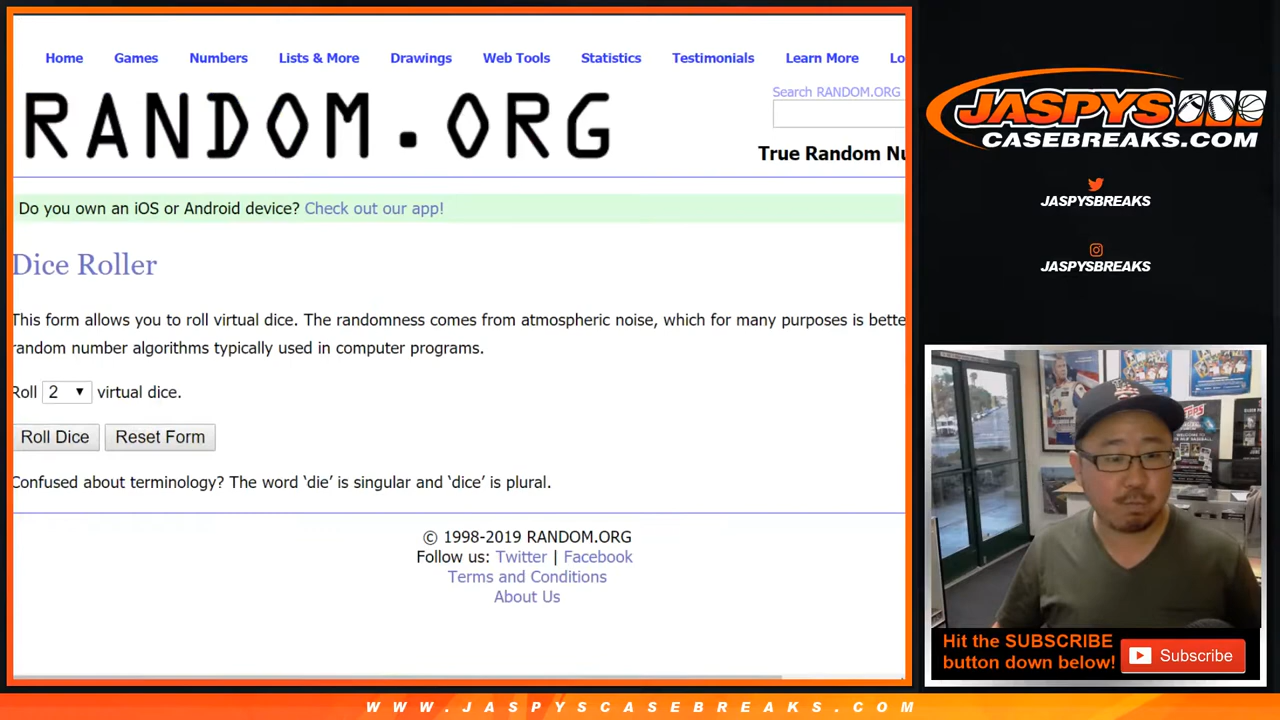 Home Games Numbers Lists & More Drawings Web Tools Statistics Testimonials Learn More Lo
Search RANDOM.ORG
RANDOM.ORG
True Random Nu
Do you own an iOS or Android device? Check out our app!
Dice Roller
This form allows you to roll virtual dice. The randomness comes from atmospheric noise, which for many purposes is bette
random number algorithms typically used in computer programs.
Roll 2 virtual dice.
Roll Dice Reset Form
Confused about terminology? The word ‘die’ is singular and ‘dice’ is plural.
© 1998-2019 RANDOM.ORG
Follow us: Twitter | Facebook
Terms and Conditions
About Us
JASPYS
CASEBREAKS.COM
JASPYSBREAKS
JASPYSBREAKS
Hit the SUBSCRIBE
button down below!
Subscribe
WWW.JASPYSCASEBREAKS.COM